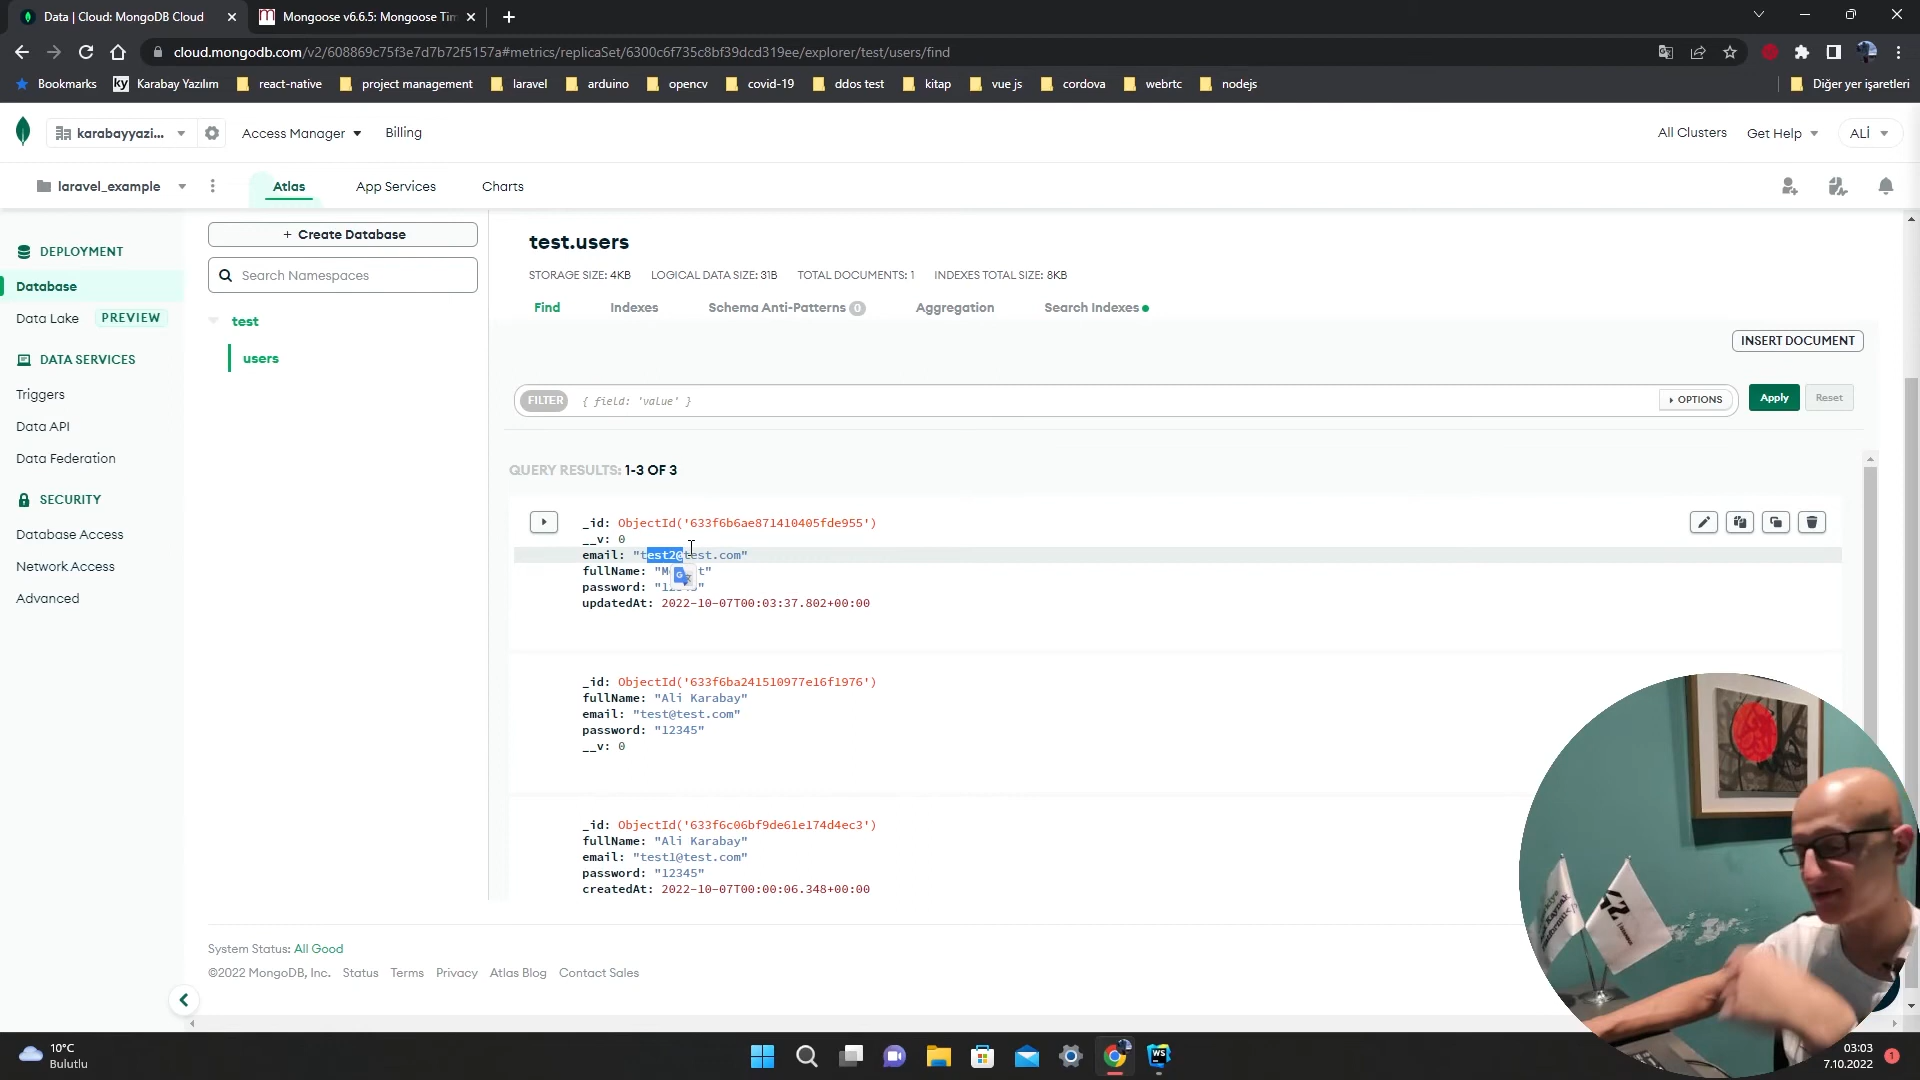 Data | Cloud: MongoDB Cloud
Mongoose v6.6.5: Mongoose Tim
cloud.mongodb.com/v2/608869c75f3e7d7b72f5157a#metrics/replicaSet/6300c6f735c8bf39dcd319ee/explorer/test/users/find
Bookmarks
ky Karabay Yazılım
react-native
project management
laravel
arduino
opencv
covid-19
ddos test
kitap
vue js
cordova
webrtc
nodejs
Diğer yer işaretleri
karabayyazi...
Access Manager
Billing
All Clusters
Get Help
ALİ
laravel_example
Atlas
App Services
Charts
DEPLOYMENT
Database
Data Lake PREVIEW
DATA SERVICES
Triggers
Data API
Data Federation
SECURITY
Database Access
Network Access
Advanced
+ Create Database
Search Namespaces
test
users
test.users
STORAGE SIZE: 4KB LOGICAL DATA SIZE: 31B TOTAL DOCUMENTS: 1 INDEXES TOTAL SIZE: 8KB
Find
Indexes
Schema Anti-Patterns 0
Aggregation
Search Indexes
INSERT DOCUMENT
FILTER { field: 'value' }
OPTIONS
Apply
Reset
QUERY RESULTS: 1-3 OF 3
_id: ObjectId('633f6b6ae871410405fde955')
__v: 0
email: "test2@test.com"
fullName:
password:
updatedAt: 2022-10-07T00:03:37.802+00:00
_id: ObjectId('633f6ba241510977e16f1976')
fullName: "Ali Karabay"
email: "test@test.com"
password: "12345"
__v: 0
_id: ObjectId('633f6c06bf9de61e174d4ec3')
fullName: "Ali Karabay"
email: "test1@test.com"
password: "12345"
createdAt: 2022-10-07T00:00:06.348+00:00
System Status: All Good
©2022 MongoDB, Inc. Status Terms Privacy Atlas Blog Contact Sales
42
10°C
Bulutlu
WS
03:03
7.10.2022
1